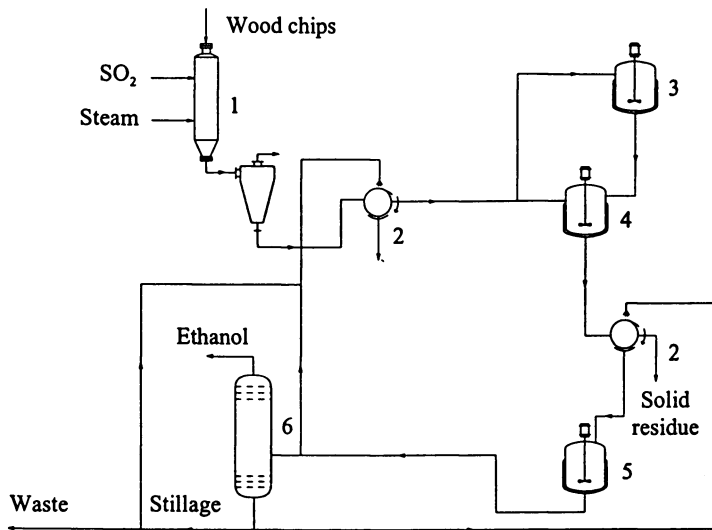 Wood chips
SO₂
Steam
1
2
3
4
2
Solid
residue
5
Ethanol
6
Waste
Stillage